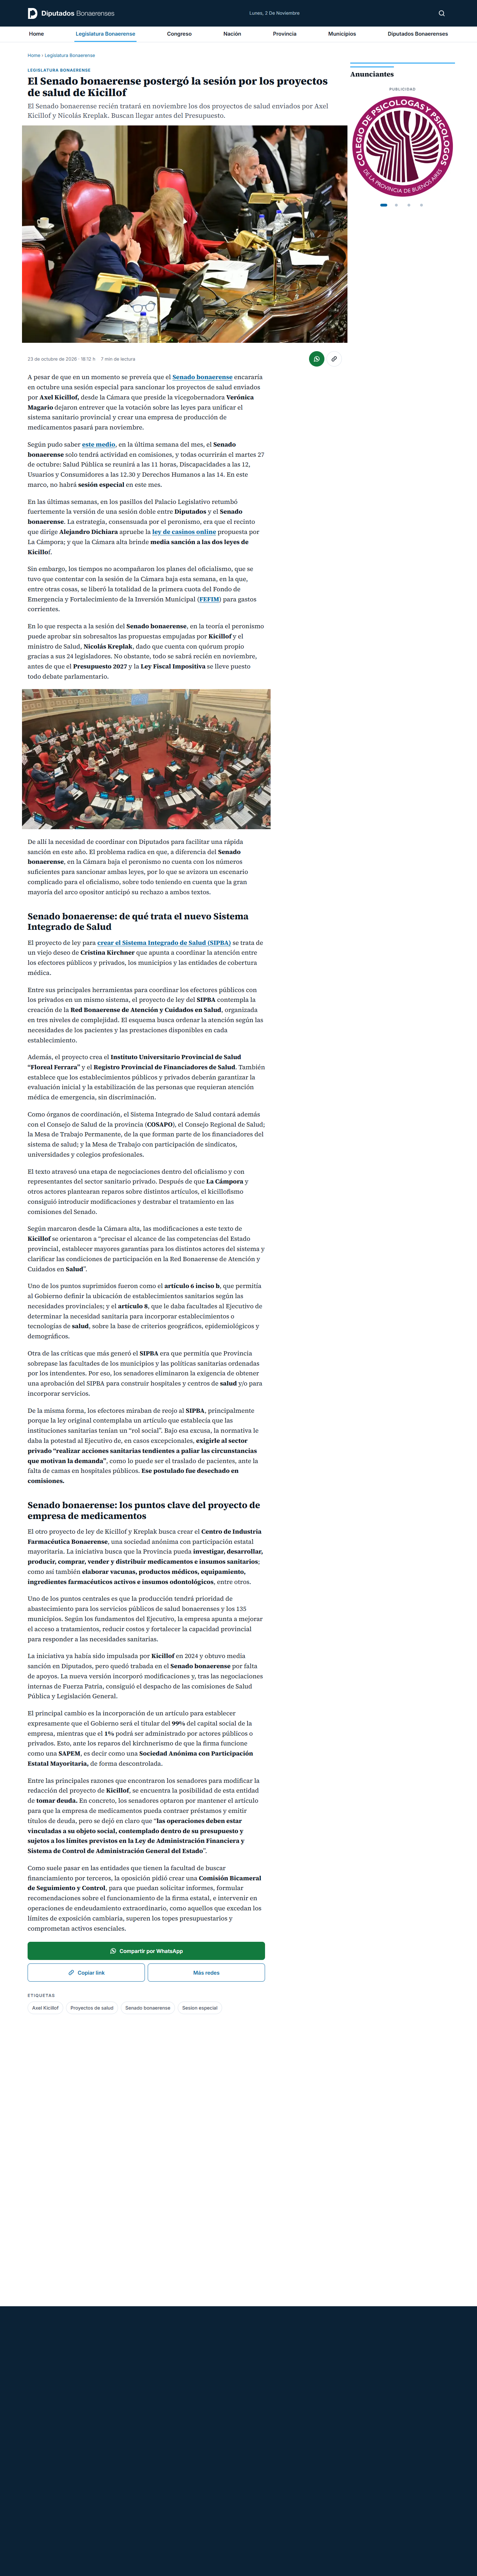 Diputados Bonaerenses
Lunes, 2 De Noviembre
Home
Legislatura Bonaerense
Congreso
Nación
Provincia
Municipios
Diputados Bonaerenses
Home › Legislatura Bonaerense
LEGISLATURA BONAERENSE
El Senado bonaerense postergó la sesión por los proyectos
de salud de Kicillof
El Senado bonaerense recién tratará en noviembre los dos proyectos de salud enviados por Axel
Kicillof y Nicolás Kreplak. Buscan llegar antes del Presupuesto.
Anunciantes
PUBLICIDAD
COLEGIO DE PSICOLOGAS Y PSICOLOGOS
DE LA PROVINCIA DE BUENOS AIRES
23 de octubre de 2026 · 18:12 h
7 min de lectura
A pesar de que en un momento se preveía que el Senado bonaerense encararía
en octubre una sesión especial para sancionar los proyectos de salud enviados
por Axel Kicillof, desde la Cámara que preside la vicegobernadora Verónica
Magario dejaron entrever que la votación sobre las leyes para unificar el
sistema sanitario provincial y crear una empresa de producción de
medicamentos pasará para noviembre.
Según pudo saber este medio, en la última semana del mes, el Senado
bonaerense solo tendrá actividad en comisiones, y todas ocurrirán el martes 27
de octubre: Salud Pública se reunirá a las 11 horas, Discapacidades a las 12,
Usuarios y Consumidores a las 12.30 y Derechos Humanos a las 14. En este
marco, no habrá sesión especial en este mes.
En las últimas semanas, en los pasillos del Palacio Legislativo retumbó
fuertemente la versión de una sesión doble entre Diputados y el Senado
bonaerense. La estrategia, consensuada por el peronismo, era que el recinto
que dirige Alejandro Dichiara apruebe la ley de casinos online propuesta por
La Cámpora; y que la Cámara alta brinde media sanción a las dos leyes de
Kicillof.
Sin embargo, los tiempos no acompañaron los planes del oficialismo, que se
tuvo que contentar con la sesión de la Cámara baja esta semana, en la que,
entre otras cosas, se liberó la totalidad de la primera cuota del Fondo de
Emergencia y Fortalecimiento de la Inversión Municipal (FEFIM) para gastos
corrientes.
En lo que respecta a la sesión del Senado bonaerense, en la teoría el peronismo
puede aprobar sin sobresaltos las propuestas empujadas por Kicillof y el
ministro de Salud, Nicolás Kreplak, dado que cuenta con quórum propio
gracias a sus 24 legisladores. No obstante, todo se sabrá recién en noviembre,
antes de que el Presupuesto 2027 y la Ley Fiscal Impositiva se lleve puesto
todo debate parlamentario.
De allí la necesidad de coordinar con Diputados para facilitar una rápida
sanción en este año. El problema radica en que, a diferencia del Senado
bonaerense, en la Cámara baja el peronismo no cuenta con los números
suficientes para sancionar ambas leyes, por lo que se avizora un escenario
complicado para el oficialismo, sobre todo teniendo en cuenta que la gran
mayoría del arco opositor anticipó su rechazo a ambos textos.
Senado bonaerense: de qué trata el nuevo Sistema
Integrado de Salud
El proyecto de ley para crear el Sistema Integrado de Salud (SIPBA) se trata de
un viejo deseo de Cristina Kirchner que apunta a coordinar la atención entre
los efectores públicos y privados, los municipios y las entidades de cobertura
médica.
Entre sus principales herramientas para coordinar los efectores públicos con
los privados en un mismo sistema, el proyecto de ley del SIPBA contempla la
creación de la Red Bonaerense de Atención y Cuidados en Salud, organizada
en tres niveles de complejidad. El esquema busca ordenar la atención según las
necesidades de los pacientes y las prestaciones disponibles en cada
establecimiento.
Además, el proyecto crea el Instituto Universitario Provincial de Salud
“Floreal Ferrara” y el Registro Provincial de Financiadores de Salud. También
establece que los establecimientos públicos y privados deberán garantizar la
evaluación inicial y la estabilización de las personas que requieran atención
médica de emergencia, sin discriminación.
Como órganos de coordinación, el Sistema Integrado de Salud contará además
con el Consejo de Salud de la provincia (COSAPO), el Consejo Regional de Salud;
la Mesa de Trabajo Permanente, de la que forman parte de los financiadores del
sistema de salud; y la Mesa de Trabajo con participación de sindicatos,
universidades y colegios profesionales.
El texto atravesó una etapa de negociaciones dentro del oficialismo y con
representantes del sector sanitario privado. Después de que La Cámpora y
otros actores plantearan reparos sobre distintos artículos, el kicillofismo
consiguió introducir modificaciones y destrabar el tratamiento en las
comisiones del Senado.
Según marcaron desde la Cámara alta, las modificaciones a este texto de
Kicillof se orientaron a “precisar el alcance de las competencias del Estado
provincial, establecer mayores garantías para los distintos actores del sistema y
clarificar las condiciones de participación en la Red Bonaerense de Atención y
Cuidados en Salud”.
Uno de los puntos suprimidos fueron como el artículo 6 inciso b, que permitía
al Gobierno definir la ubicación de establecimientos sanitarios según las
necesidades provinciales; y el artículo 8, que le daba facultades al Ejecutivo de
determinar la necesidad sanitaria para incorporar establecimientos o
tecnologías de salud, sobre la base de criterios geográficos, epidemiológicos y
demográficos.
Otra de las críticas que más generó el SIPBA era que permitía que Provincia
sobrepase las facultades de los municipios y las políticas sanitarias ordenadas
por los intendentes. Por eso, los senadores eliminaron la exigencia de obtener
una aprobación del SIPBA para construir hospitales y centros de salud y/o para
incorporar servicios.
De la misma forma, los efectores miraban de reojo al SIPBA, principalmente
porque la ley original contemplaba un artículo que establecía que las
instituciones sanitarias tenían un “rol social”. Bajo esa excusa, la normativa le
daba la potestad al Ejecutivo de, en casos excepcionales, exigirle al sector
privado “realizar acciones sanitarias tendientes a paliar las circunstancias
que motivan la demanda”, como lo puede ser el traslado de pacientes, ante la
falta de camas en hospitales públicos. Ese postulado fue desechado en
comisiones.
Senado bonaerense: los puntos clave del proyecto de
empresa de medicamentos
El otro proyecto de ley de Kicillof y Kreplak busca crear el Centro de Industria
Farmacéutica Bonaerense, una sociedad anónima con participación estatal
mayoritaria. La iniciativa busca que la Provincia pueda investigar, desarrollar,
producir, comprar, vender y distribuir medicamentos e insumos sanitarios;
como así también elaborar vacunas, productos médicos, equipamiento,
ingredientes farmacéuticos activos e insumos odontológicos, entre otros.
Uno de los puntos centrales es que la producción tendrá prioridad de
abastecimiento para los servicios públicos de salud bonaerenses y los 135
municipios. Según los fundamentos del Ejecutivo, la empresa apunta a mejorar
el acceso a tratamientos, reducir costos y fortalecer la capacidad provincial
para responder a las necesidades sanitarias.
La iniciativa ya había sido impulsada por Kicillof en 2024 y obtuvo media
sanción en Diputados, pero quedó trabada en el Senado bonaerense por falta
de apoyos. La nueva versión incorporó modificaciones y, tras las negociaciones
internas de Fuerza Patria, consiguió el despacho de las comisiones de Salud
Pública y Legislación General.
El principal cambio es la incorporación de un artículo para establecer
expresamente que el Gobierno será el titular del 99% del capital social de la
empresa, mientras que el 1% podrá ser administrado por actores públicos o
privados. Esto, ante los reparos del kirchnerismo de que la firma funcione
como una SAPEM, es decir como una Sociedad Anónima con Participación
Estatal Mayoritaria, de forma descontrolada.
Entre las principales razones que encontraron los senadores para modificar la
redacción del proyecto de Kicillof, se encuentra la posibilidad de esta entidad
de tomar deuda. En concreto, los senadores optaron por mantener el artículo
para que la empresa de medicamentos pueda contraer préstamos y emitir
títulos de deuda, pero se dejó en claro que “las operaciones deben estar
vinculadas a su objeto social, contemplado dentro de su presupuesto y
sujetos a los límites previstos en la Ley de Administración Financiera y
Sistema de Control de Administración General del Estado”.
Como suele pasar en las entidades que tienen la facultad de buscar
financiamiento por terceros, la oposición pidió crear una Comisión Bicameral
de Seguimiento y Control, para que puedan solicitar informes, formular
recomendaciones sobre el funcionamiento de la firma estatal, e intervenir en
operaciones de endeudamiento extraordinario, como aquellos que excedan los
límites de exposición cambiaria, superen los topes presupuestarios y
comprometan activos esenciales.
Compartir por WhatsApp
Copiar link
Más redes
ETIQUETAS
Axel Kicillof
Proyectos de salud
Senado bonaerense
Sesion especial